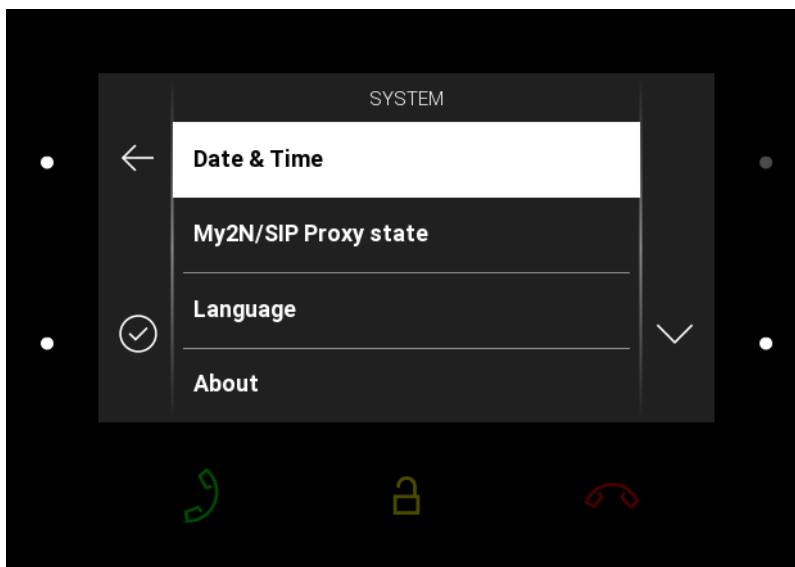 SYSTEM
Date & Time
My2N/SIP Proxy state
Language
About